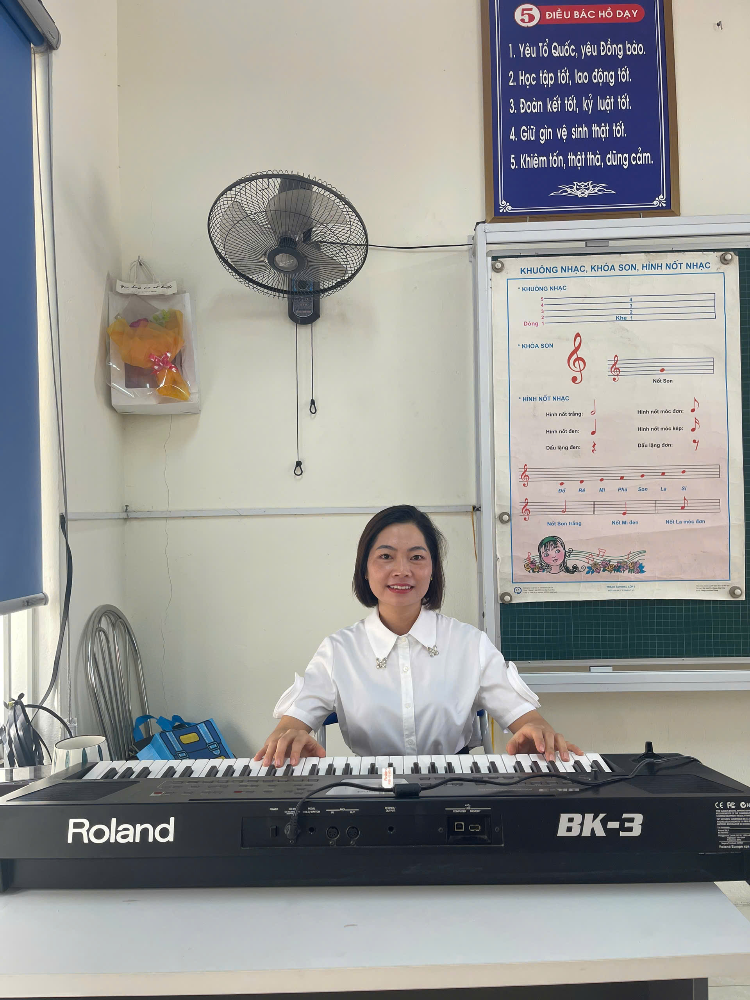 5 ĐIỀU BÁC HỒ DẠY
1. Yêu Tổ Quốc, yêu Đồng bào.
2. Học tập tốt, lao động tốt.
3. Đoàn kết tốt, kỷ luật tốt.
4. Giữ gìn vệ sinh thật tốt.
5. Khiêm tốn, thật thà, dũng cảm.
You had me at hello
KHUÔNG NHẠC, KHÓA SON, HÌNH NỐT NHẠC
* KHUÔNG NHẠC
5 4
4 3
3 2
2 Khe 1
Dòng 1
* KHÓA SON
Nốt Son
* HÌNH NỐT NHẠC
Hình nốt trắng: Hình nốt móc đơn:
Hình nốt đen: Hình nốt móc kép:
Dấu lặng đen: Dấu lặng đơn:
Đồ Rê Mi Pha Son La Si
Nốt Son trắng Nốt Mi đen Nốt La móc đơn
TRANH ÂM NHẠC LỚP 3
Roland
BK-3
POWER DC IN PEDAL HOLD/SWITCH MIDI IN OUT PHONES/OUTPUT USB COMPUTER MEMORY
Roland
BK-3
CE FC N
Roland Europe spa